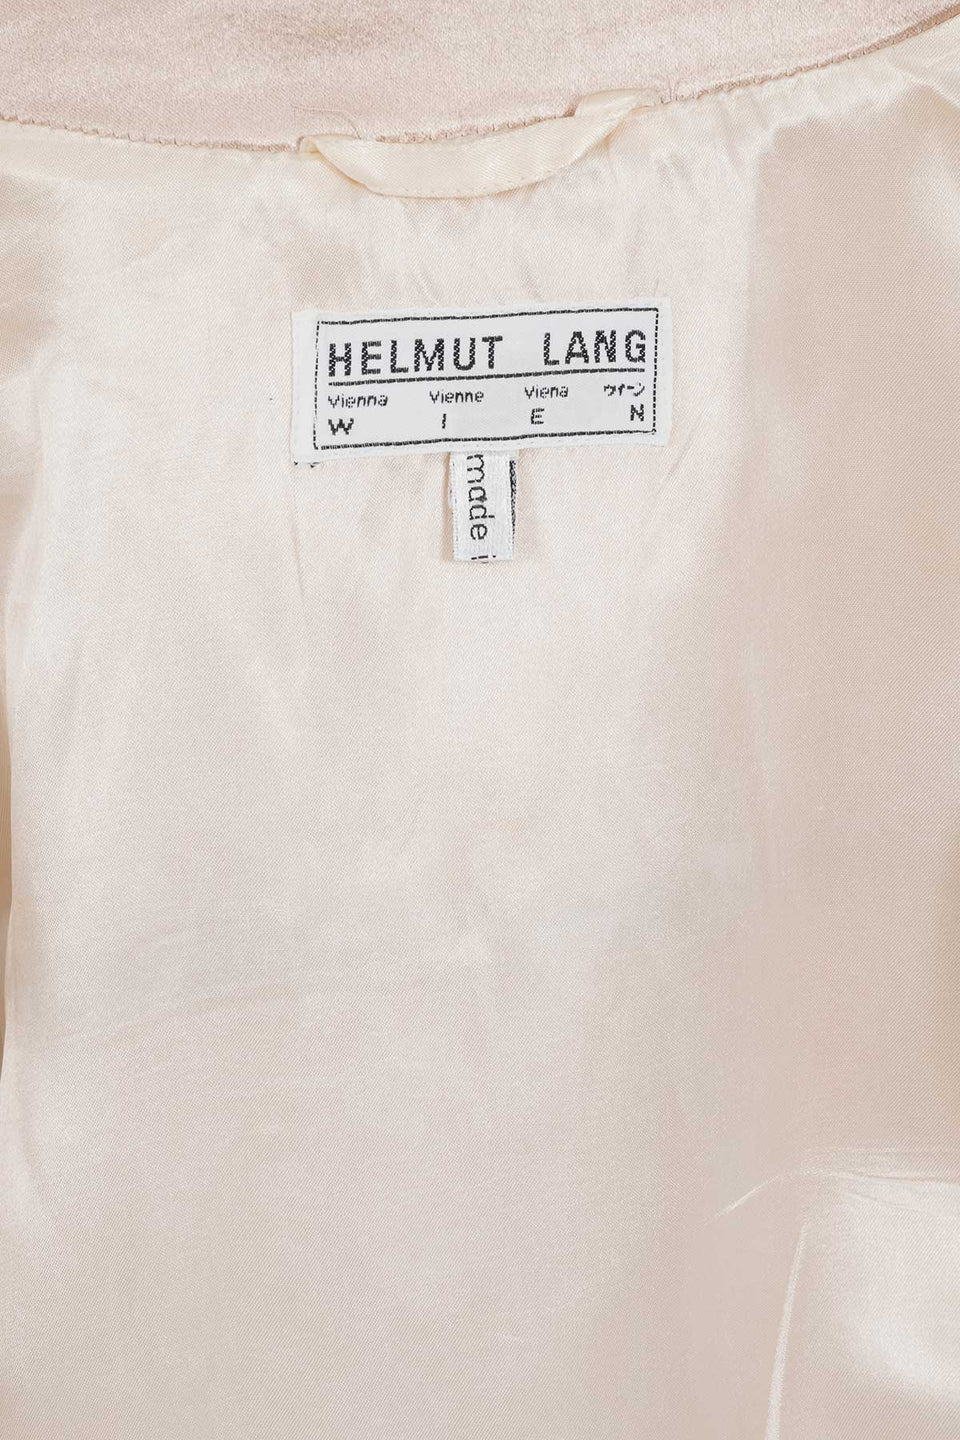 HELMUT LANG
Vienna Vienne Viena ウィーン
W I E N
made i